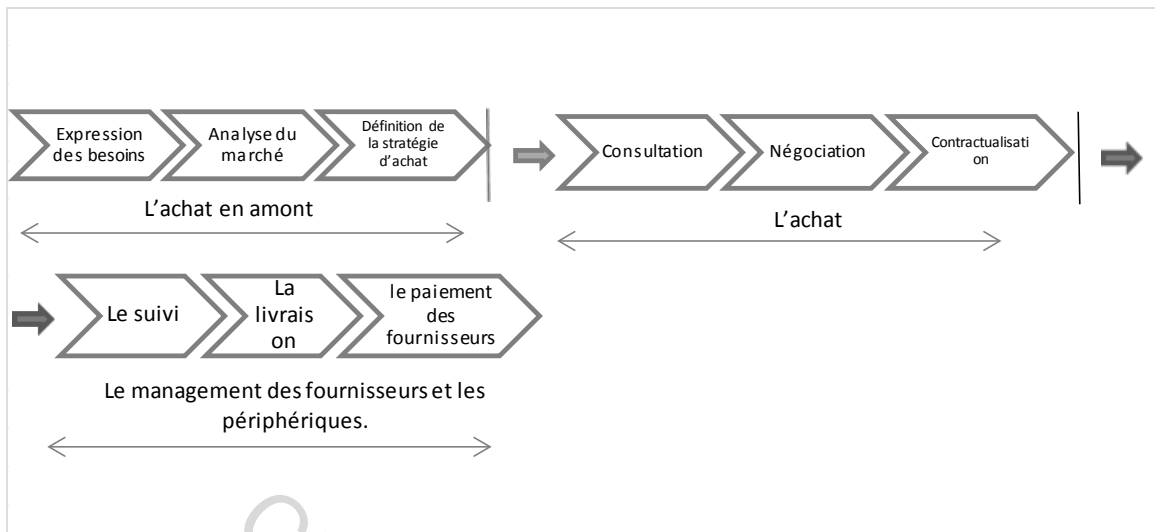 Expression
des besoins
Analyse du
marché
Définition de
la stratégie
d’achat
L’achat en amont
Consultation
Négociation
Contractualisati
on
L’achat
Le suivi
La
livrais
on
le paiement
des
fournisseurs
Le management des fournisseurs et les
périphériques.